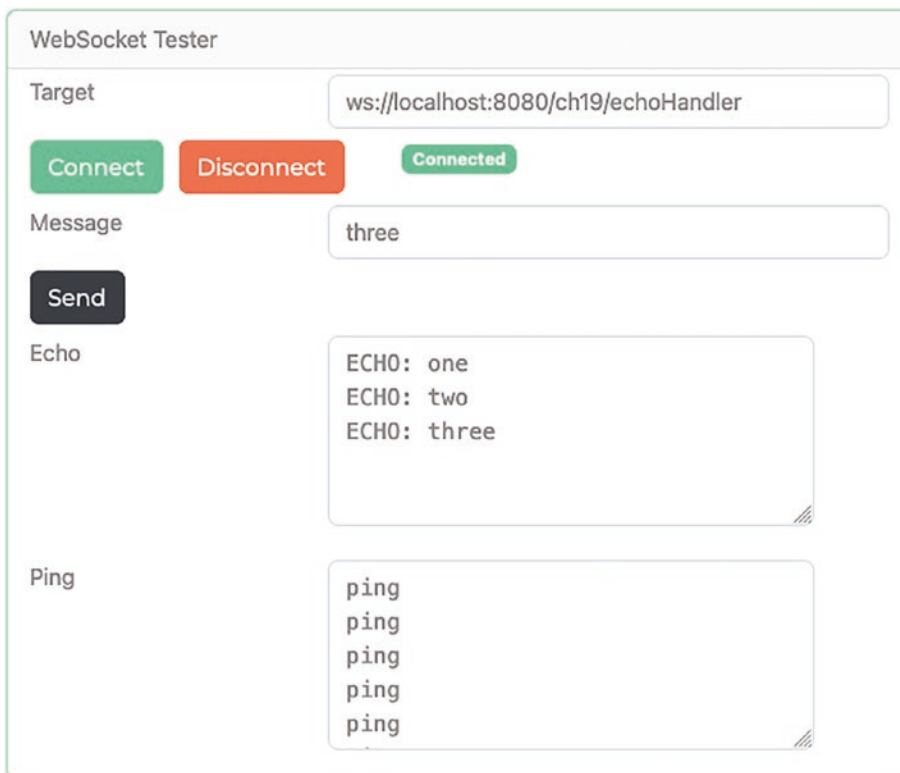 WebSocket Tester
Target
ws://localhost:8080/ch19/echoHandler
Connect Disconnect Connected
Message
three
Send
Echo
ECHO: one
ECHO: two
ECHO: three
Ping
ping
ping
ping
ping
ping